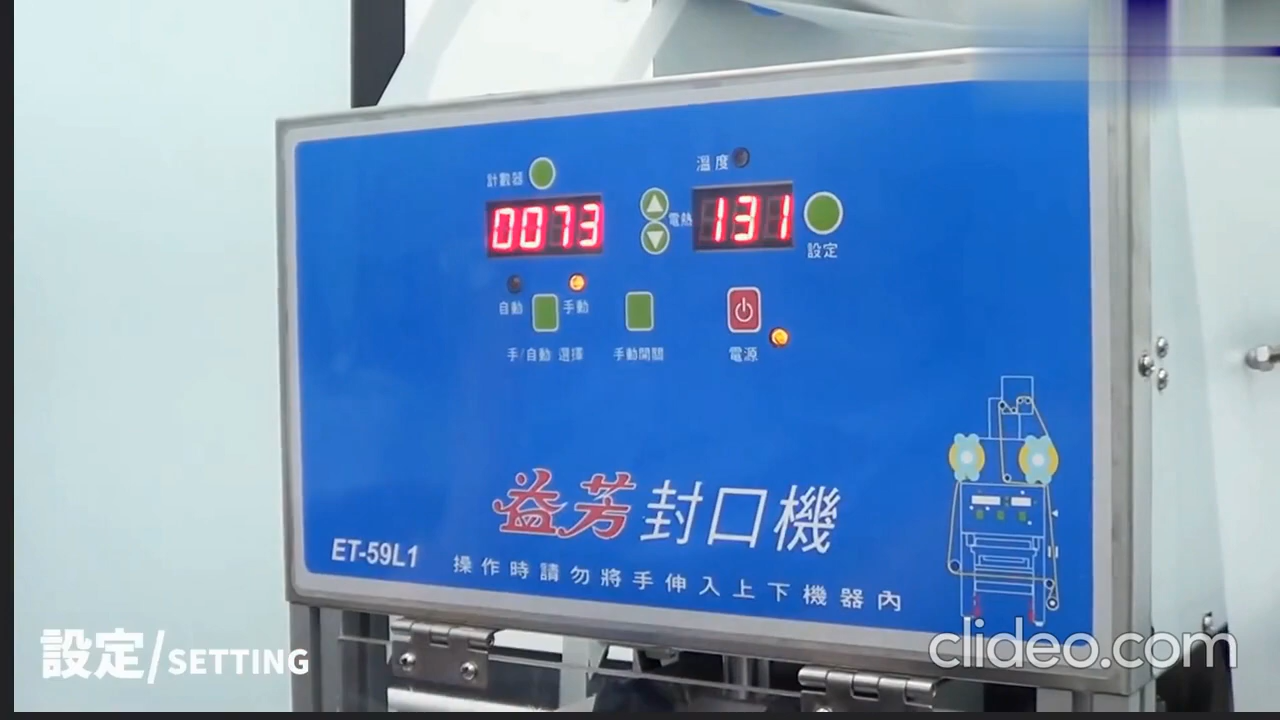 計數器
0073
電熱
溫度
131
設定
自動
手動
手/自動 選擇
手動開關
電源
益芳封口機
ET-59L1
操作時請勿將手伸入上下機器內
設定/SETTING
clideo.com